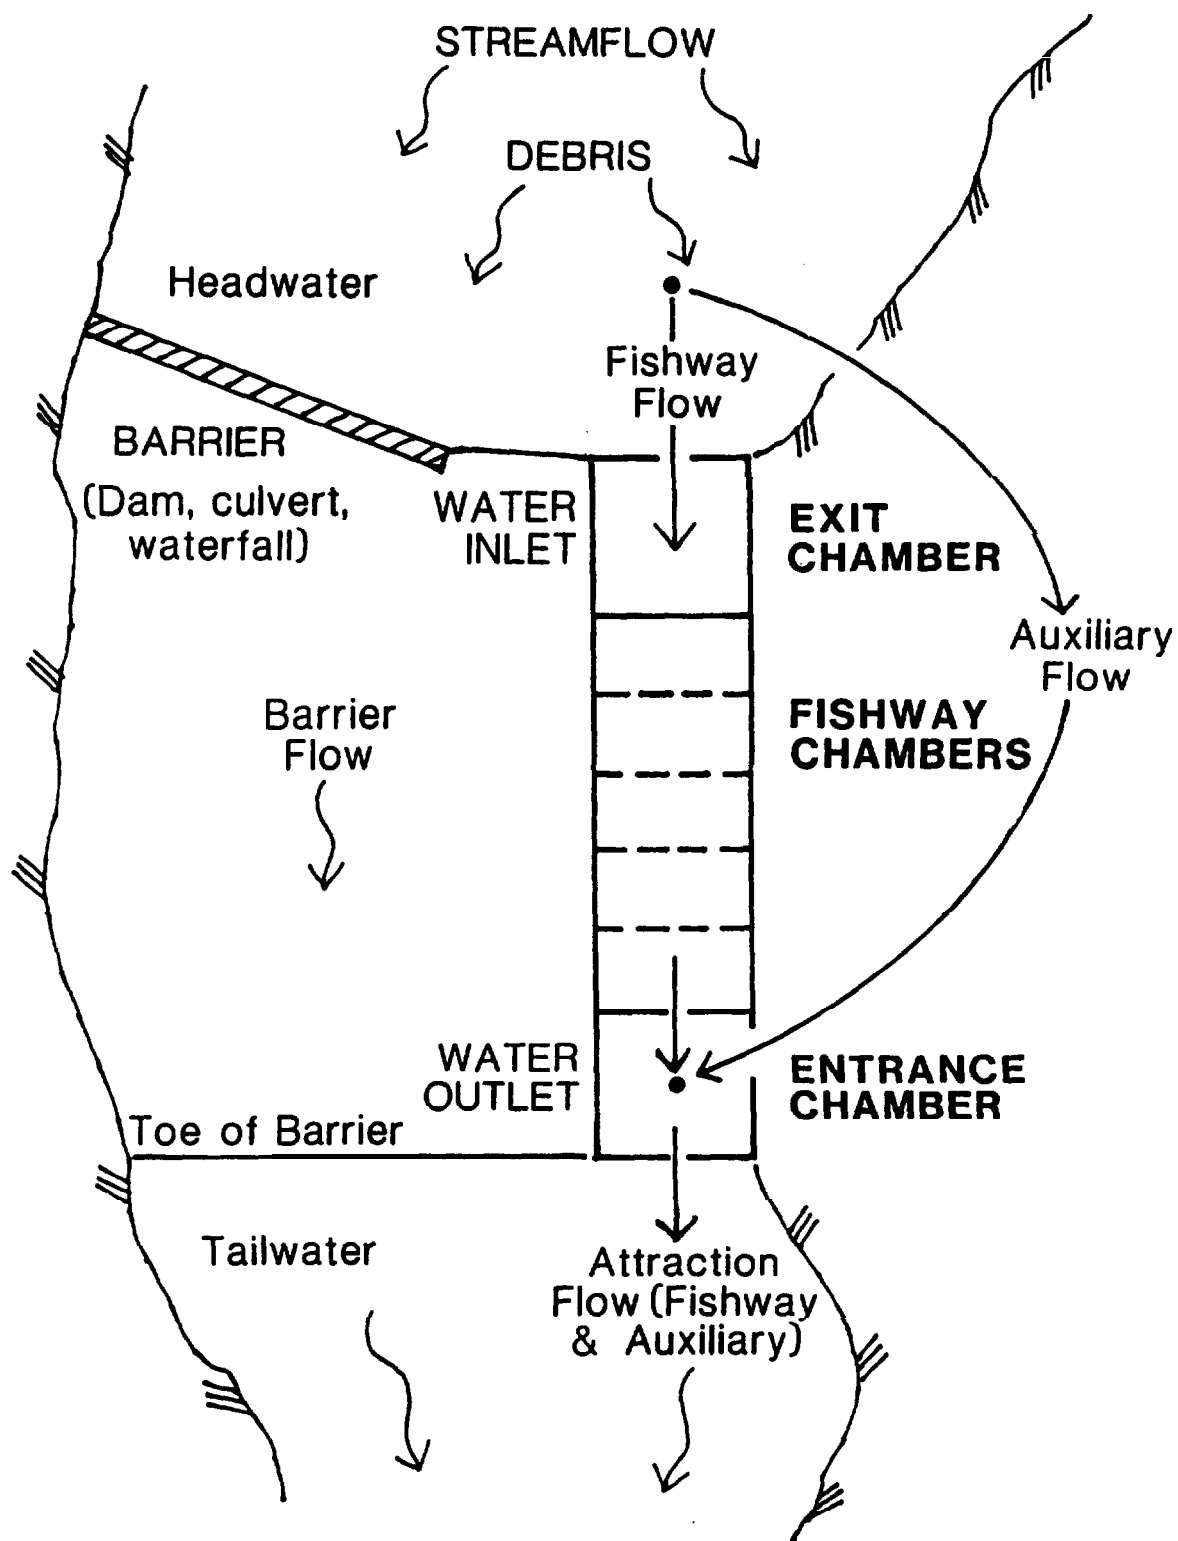 STREAMFLOW
DEBRIS
Headwater
Fishway
Flow
BARRIER
(Dam, culvert,
waterfall)
WATER
INLET
EXIT
CHAMBER
Auxiliary
Flow
Barrier
Flow
FISHWAY
CHAMBERS
WATER
OUTLET
ENTRANCE
CHAMBER
Toe of Barrier
Tailwater
Attraction
Flow (Fishway
& Auxiliary)